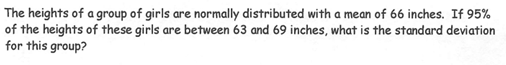 The heights of a group of girls are normally distributed with a mean of 66 inches. If 95%
of the heights of these girls are between 63 and 69 inches, what is the standard deviation
for this group?